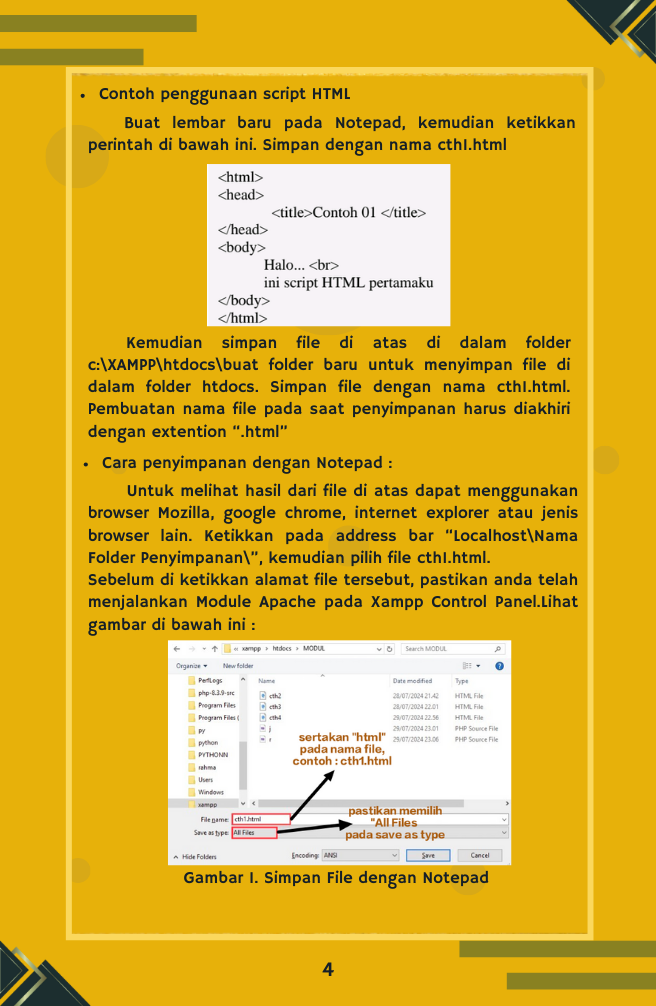 • Contoh penggunaan script HTML
Buat lembar baru pada Notepad, kemudian ketikkan
perintah di bawah ini. Simpan dengan nama cth1.html
<html>
<head>
<title>Contoh 01 </title>
</head>
<body>
Halo... <br>
ini script HTML pertamaku
</body>
</html>
Kemudian simpan file di atas di dalam folder
c:\XAMPP\htdocs\buat folder baru untuk menyimpan file di
dalam folder htdocs. Simpan file dengan nama cth1.html.
Pembuatan nama file pada saat penyimpanan harus diakhiri
dengan extention “.html”
• Cara penyimpanan dengan Notepad :
Untuk melihat hasil dari file di atas dapat menggunakan
browser Mozilla, google chrome, internet explorer atau jenis
browser lain. Ketikkan pada address bar “Localhost\Nama
Folder Penyimpanan\”, kemudian pilih file cth1.html.
Sebelum di ketikkan alamat file tersebut, pastikan anda telah
menjalankan Module Apache pada Xampp Control Panel.Lihat
gambar di bawah ini :
« xampp > htdocs > MODUL
Search MODUL
Organize
New folder
PerfLogs
php-8.3.9-src
Program Files
Program Files (
py
python
PYTHONN
rahma
Users
Windows
xampp
Name
Date modified
Type
cth2
28/07/2024 21.42
HTML File
cth3
28/07/2024 22.01
HTML File
cth4
29/07/2024 22.56
HTML File
j
29/07/2024 23.01
PHP Source File
r
29/07/2024 23.06
PHP Source File
sertakan "html"
pada nama file,
contoh : cth1.html
File name: cth1.html
Save as type: All Files
pastikan memilih
"All Files
pada save as type
Hide Folders
Encoding: ANSI
Save
Cancel
Gambar 1. Simpan File dengan Notepad
4